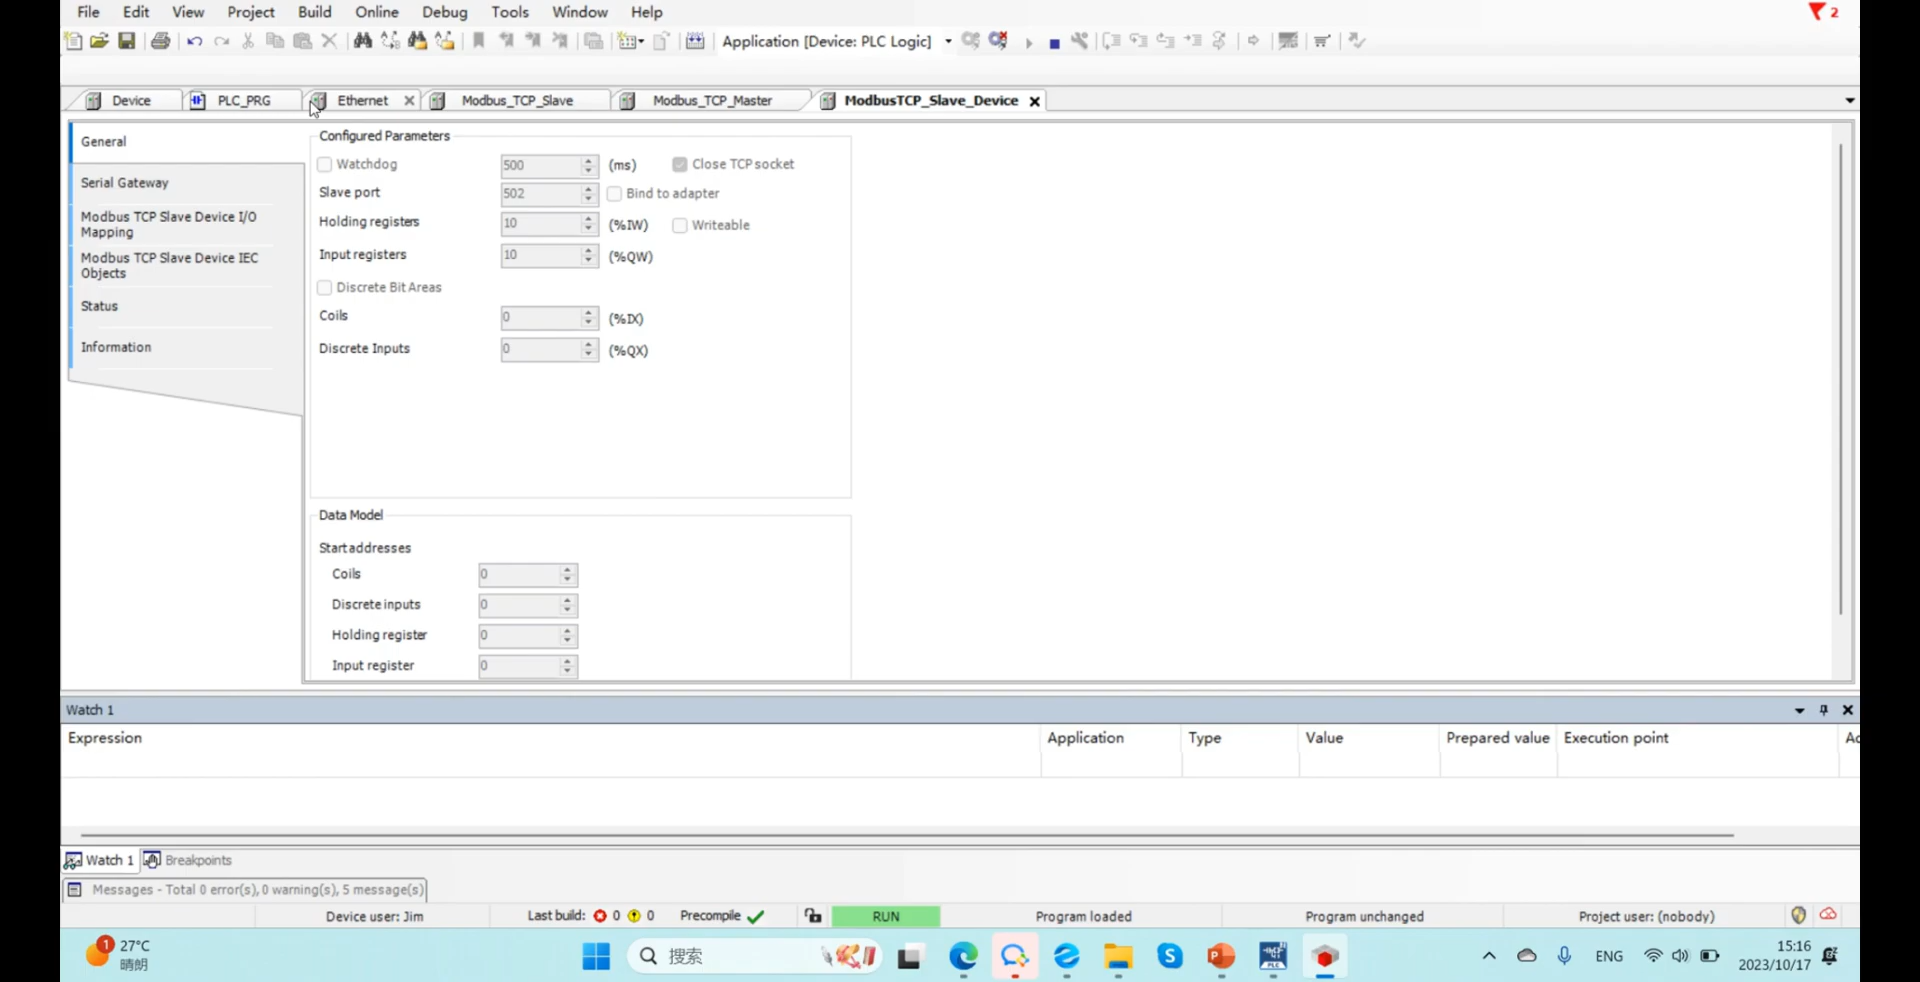 File Edit View Project Build Online Debug Tools Window Help 2
Application [Device: PLC Logic]
Device PLC_PRG Ethernet Modbus_TCP_Slave Modbus_TCP_Master ModbusTCP_Slave_Device
General
Serial Gateway
Modbus TCP Slave Device I/O
Mapping
Modbus TCP Slave Device IEC
Objects
Status
Information
Configured Parameters
Watchdog 500 (ms) Close TCP socket
Slave port 502 Bind to adapter
Holding registers 10 (%IW) Writeable
Input registers 10 (%QW)
Discrete Bit Areas
Coils 0 (%IX)
Discrete Inputs 0 (%QX)
Data Model
Start addresses
Coils 0
Discrete inputs 0
Holding register 0
Input register 0
Watch 1
Expression Application Type Value Prepared value Execution point
Watch 1 Breakpoints
Messages - Total 0 error(s), 0 warning(s), 5 message(s)
Device user: Jim Last build: 0 0 Precompile RUN Program loaded Program unchanged Project user: (nobody)
1 27°C
晴朗
搜索
ENG
15:16
2023/10/17